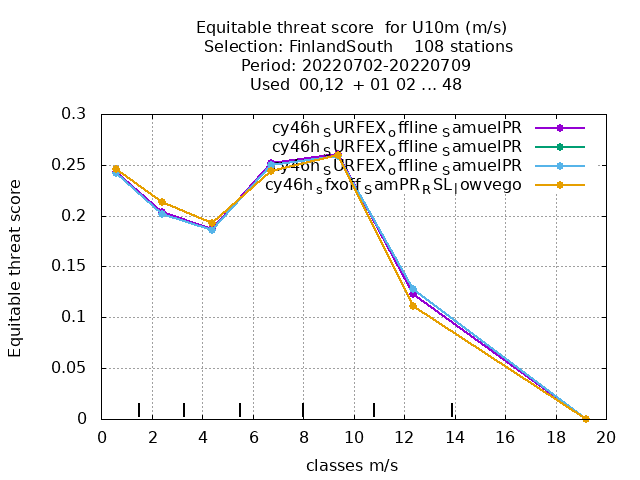 Equitable threat score for U10m (m/s)
Selection: FinlandSouth 108 stations
Period: 20220702-20220709
Used 00,12 + 01 02 ... 48
cy46h_SURFEX_offline_SamuelPR
cy46h_SURFEX_offline_SamuelPR
cy46h_SURFEX_offline_SamuelPR
cy46h_sfxoff_SamPR_RSL_lowvego
Equitable threat score
0.3
0.25
0.2
0.15
0.1
0.05
0
0 2 4 6 8 10 12 14 16 18 20
classes m/s